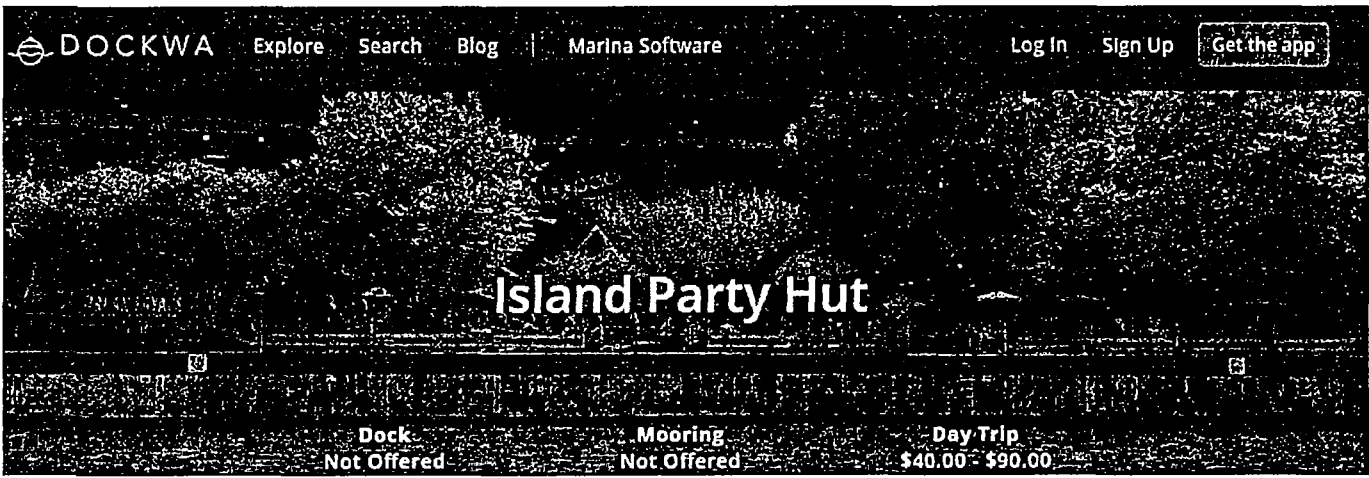 DOCKWA Explore Search Blog | Marina Software Log In Sign Up Get the app
Island Party Hut
Dock Mooring Day Trip
Not Offered Not Offered $40.00 - $90.00